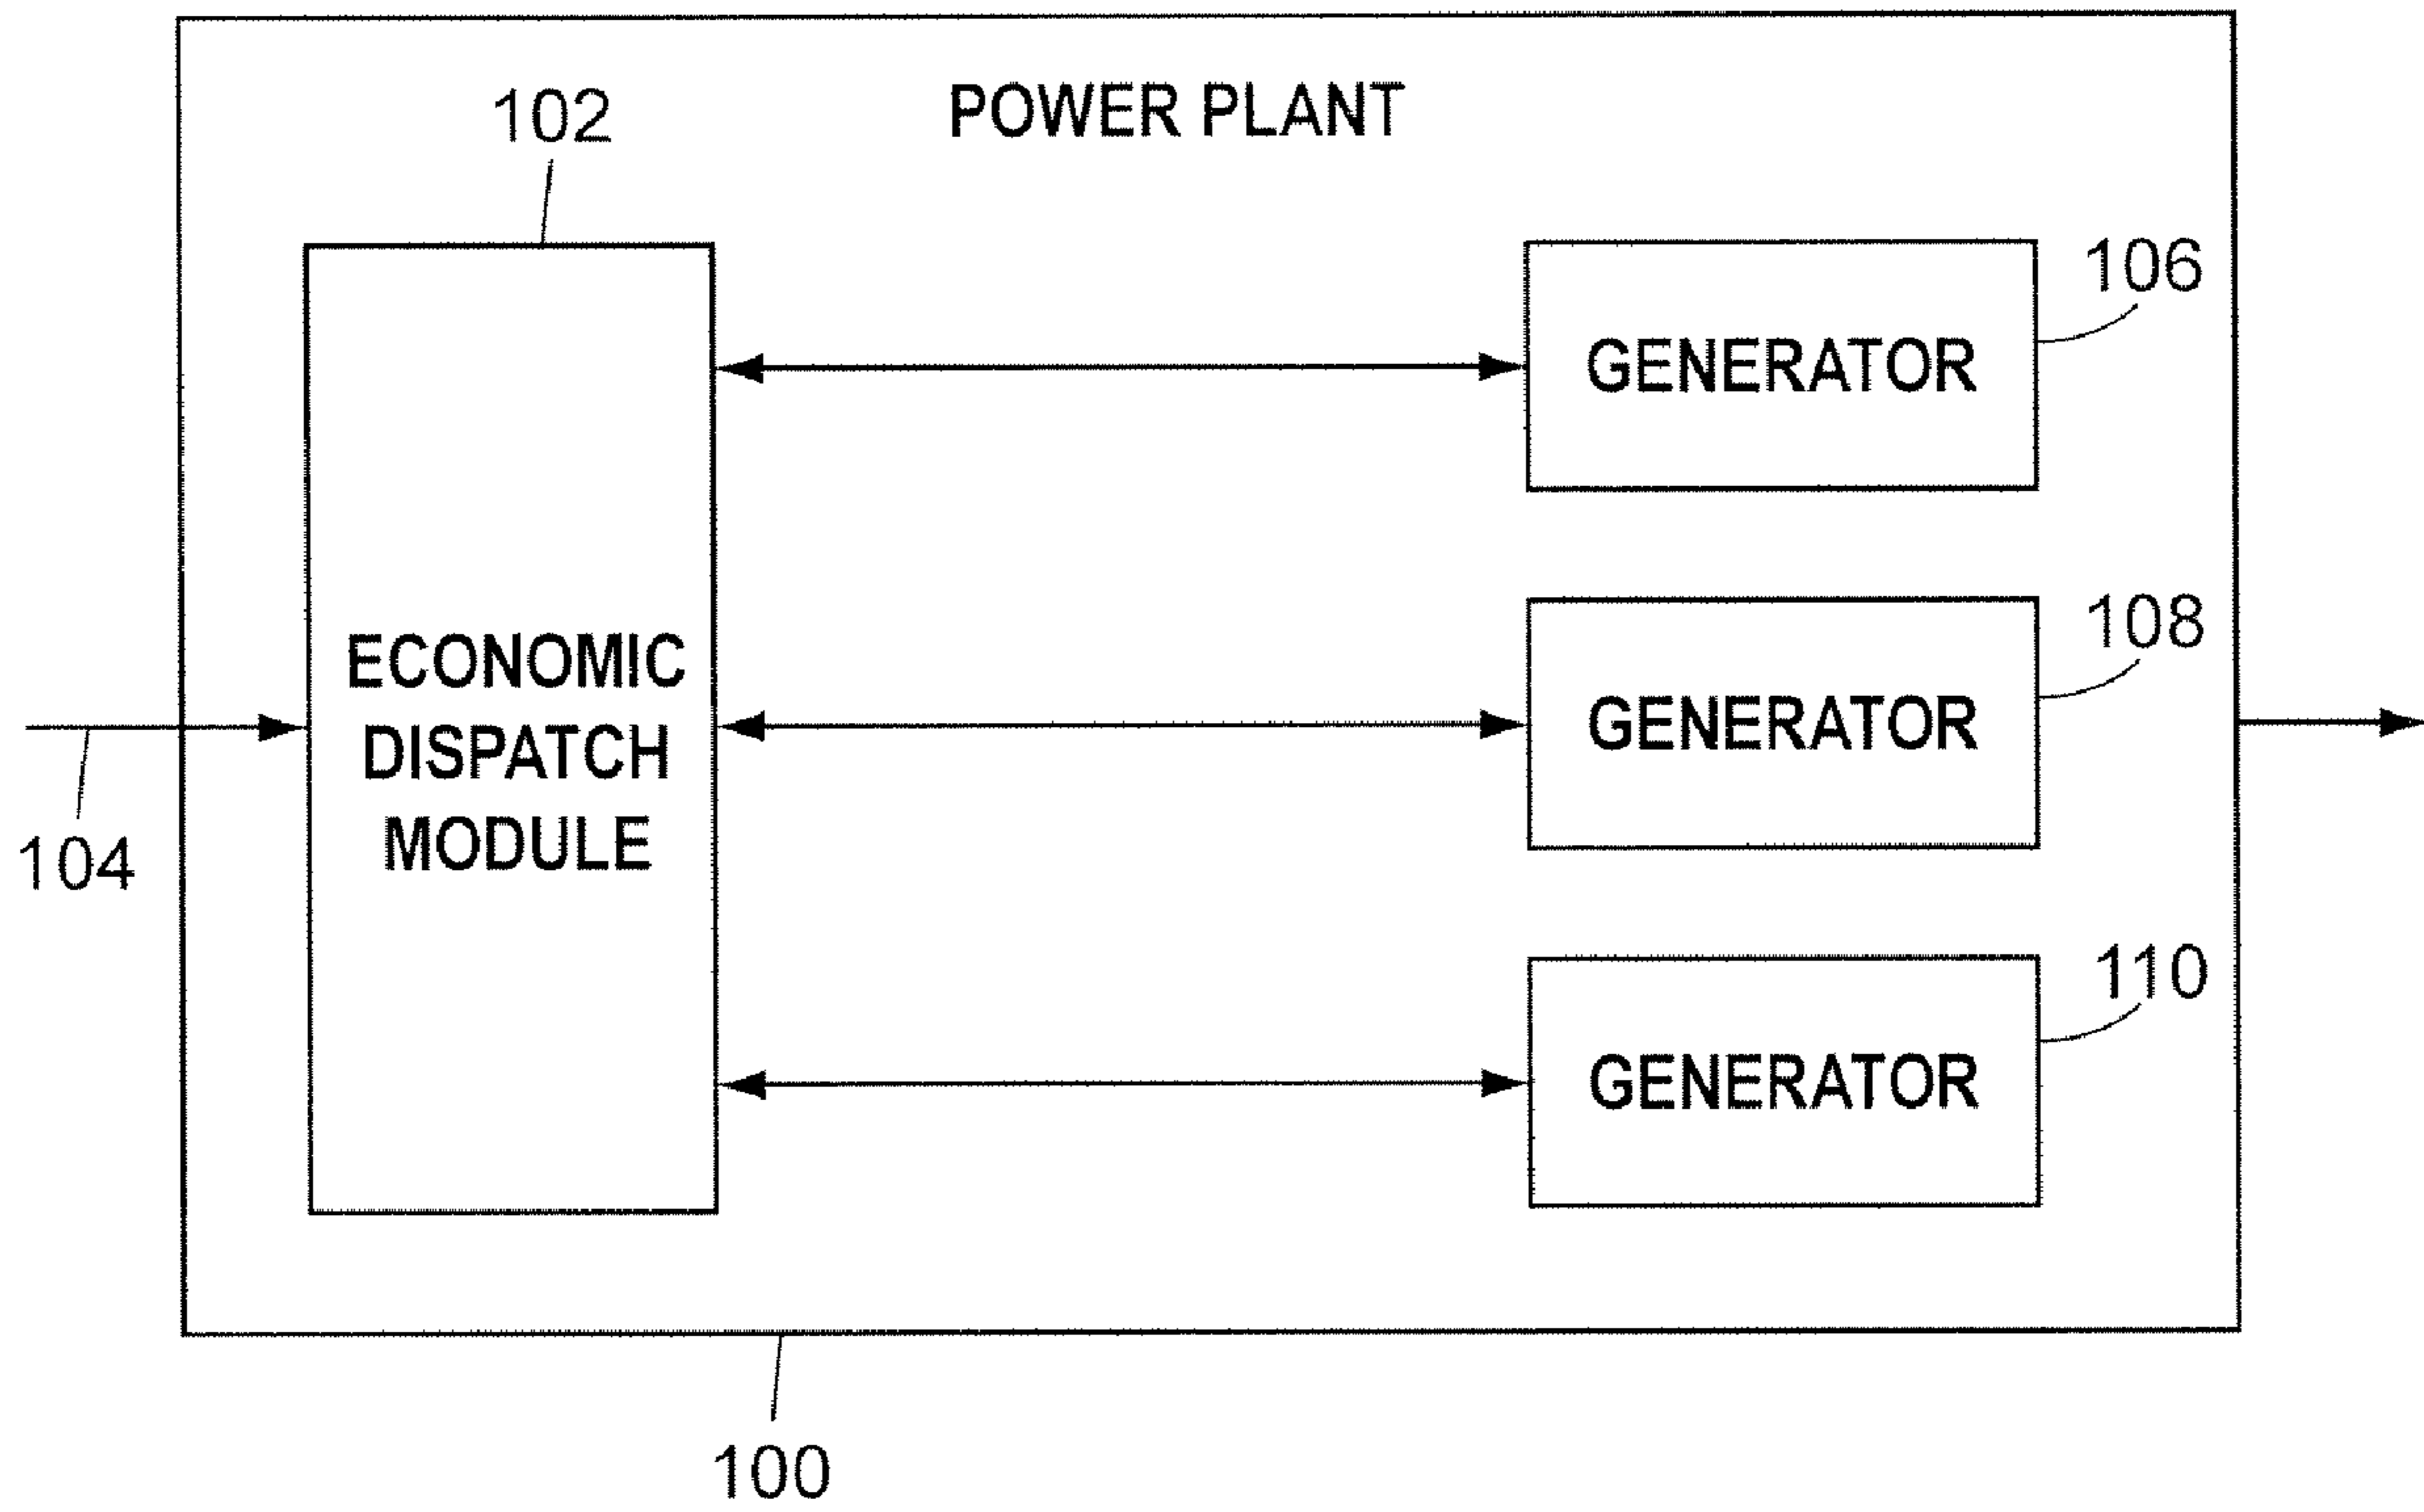 POWER PLANT
102
106
GENERATOR
108
ECONOMIC
DISPATCH
MODULE
GENERATOR
104
110
GENERATOR
100